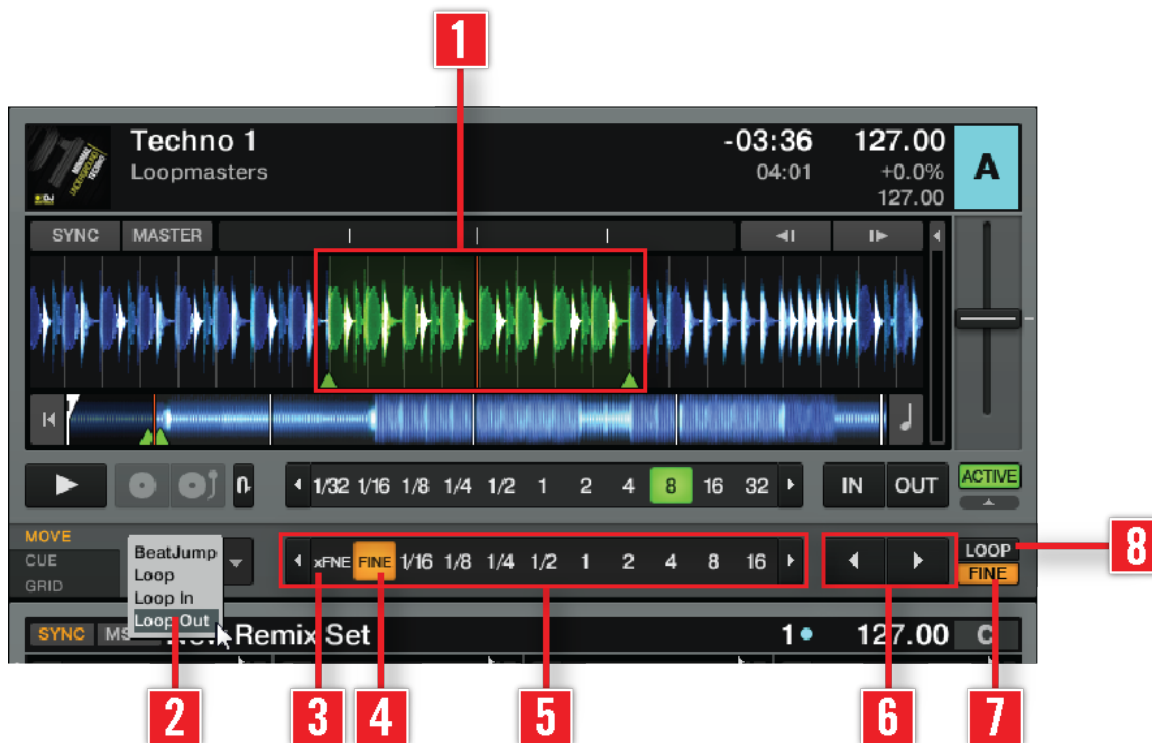 1
Techno 1 -03:36 127.00 A
Loopmasters 04:01 +0.0%
127.00
SYNC MASTER
1/32 1/16 1/8 1/4 1/2 1 2 4 8 16 32 IN OUT ACTIVE
MOVE
CUE
GRID
BeatJump
Loop
Loop In
Loop Out
xFNE FINE 1/16 1/8 1/4 1/2 1 2 4 8 16
LOOP
FINE
8
SYNC Remix Set 1 127.00 C
2 3 4 5 6 7